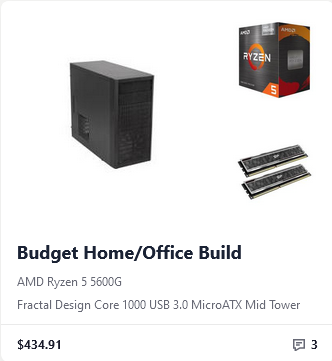 AMD
RYZEN
5
Budget Home/Office Build
AMD Ryzen 5 5600G
Fractal Design Core 1000 USB 3.0 MicroATX Mid Tower
$434.91
3